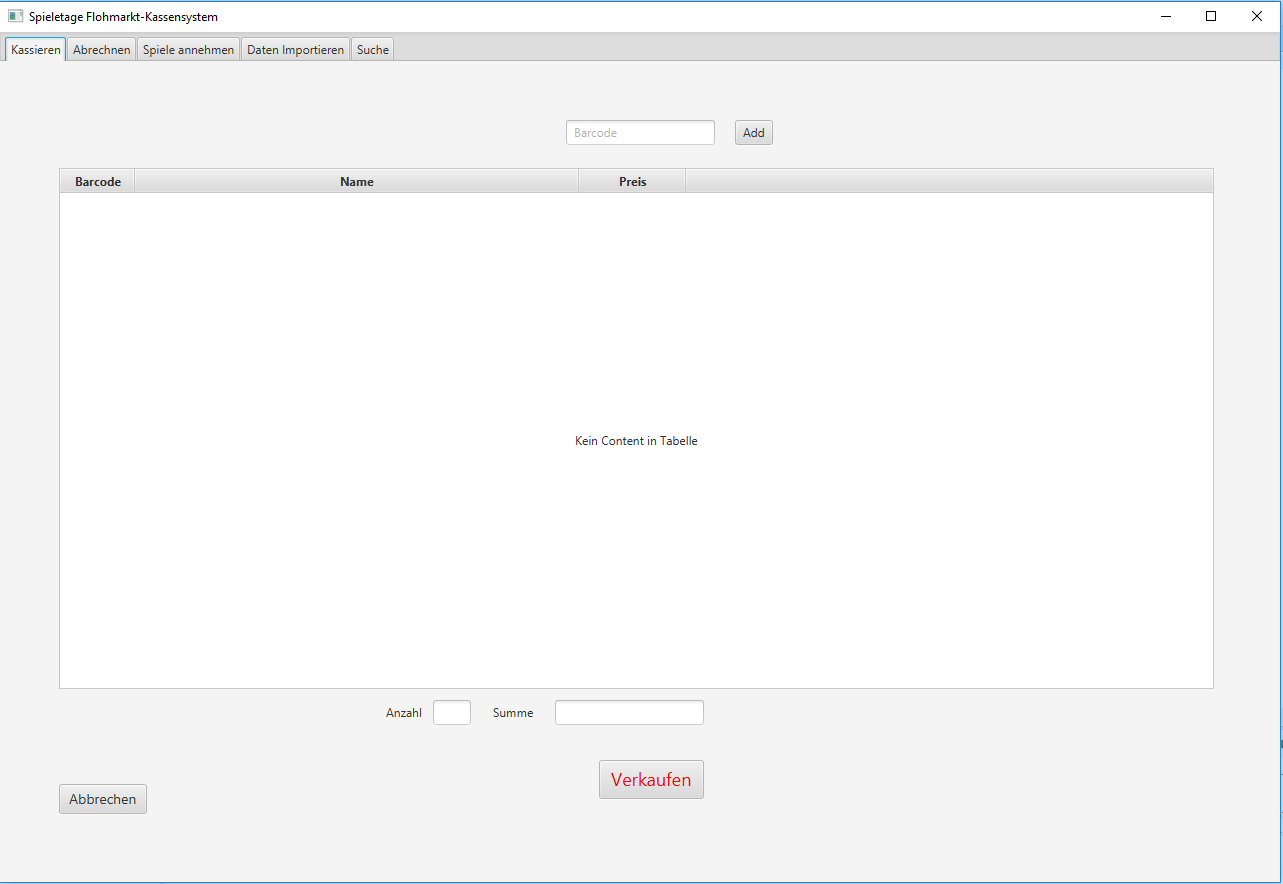 Spieletage Flohmarkt-Kassensystem
Kassieren Abrechnen Spiele annehmen Daten Importieren Suche
Barcode Add
Barcode Name Preis
Kein Content in Tabelle
Anzahl Summe
Verkaufen
Abbrechen